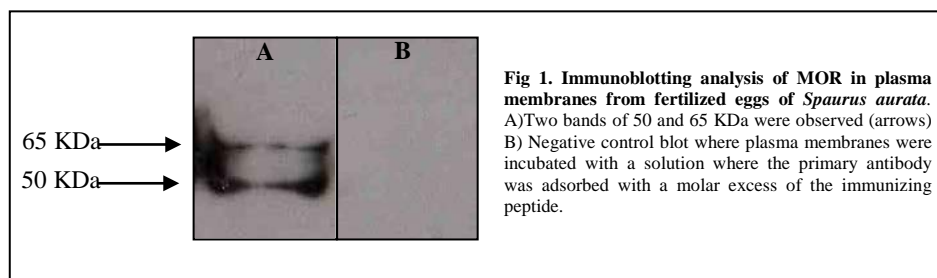 A
B
65 KDa
50 KDa
Fig 1. Immunoblotting analysis of MOR in plasma
membranes from fertilized eggs of Spaurus aurata.
A)Two bands of 50 and 65 KDa were observed (arrows)
B) Negative control blot where plasma membranes were
incubated with a solution where the primary antibody
was adsorbed with a molar excess of the immunizing
peptide.